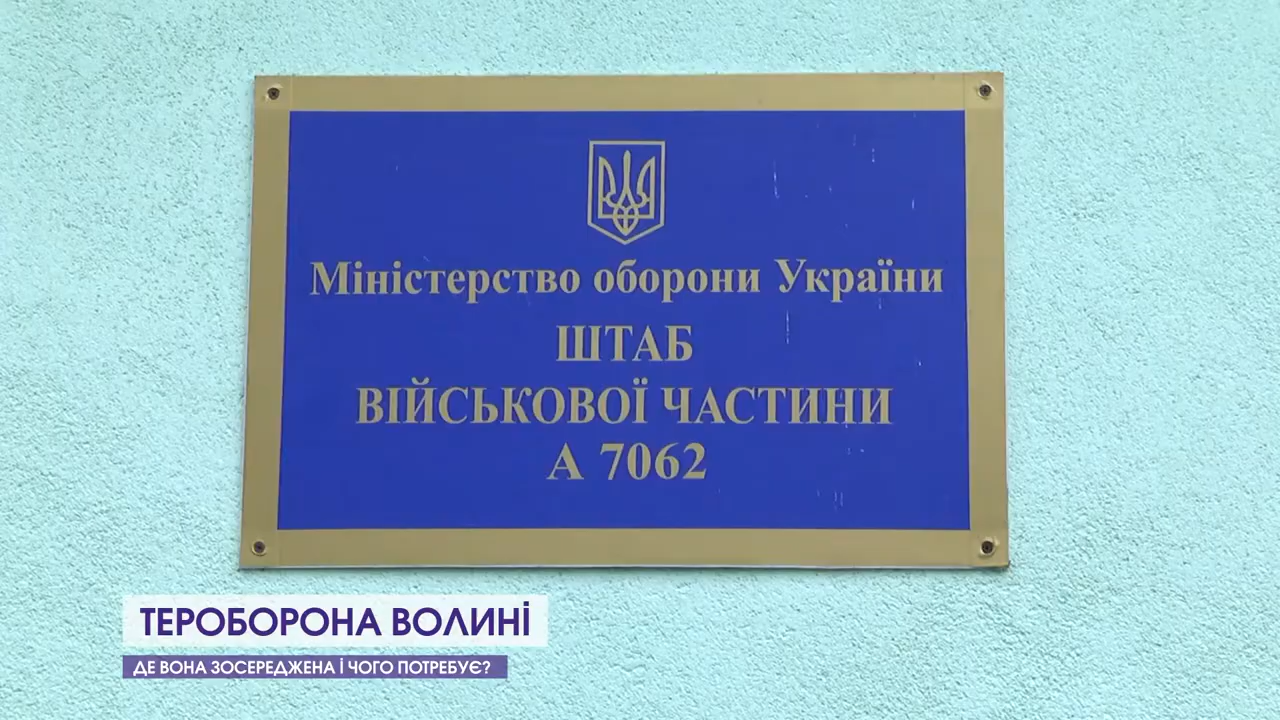 Міністерство оборони України
ШТАБ
ВІЙСЬКОВОЇ ЧАСТИНИ
А 7062
ТЕРОБОРОНА ВОЛИНІ
ДЕ ВОНА ЗОСЕРЕДЖЕНА І ЧОГО ПОТРЕБУЄ?